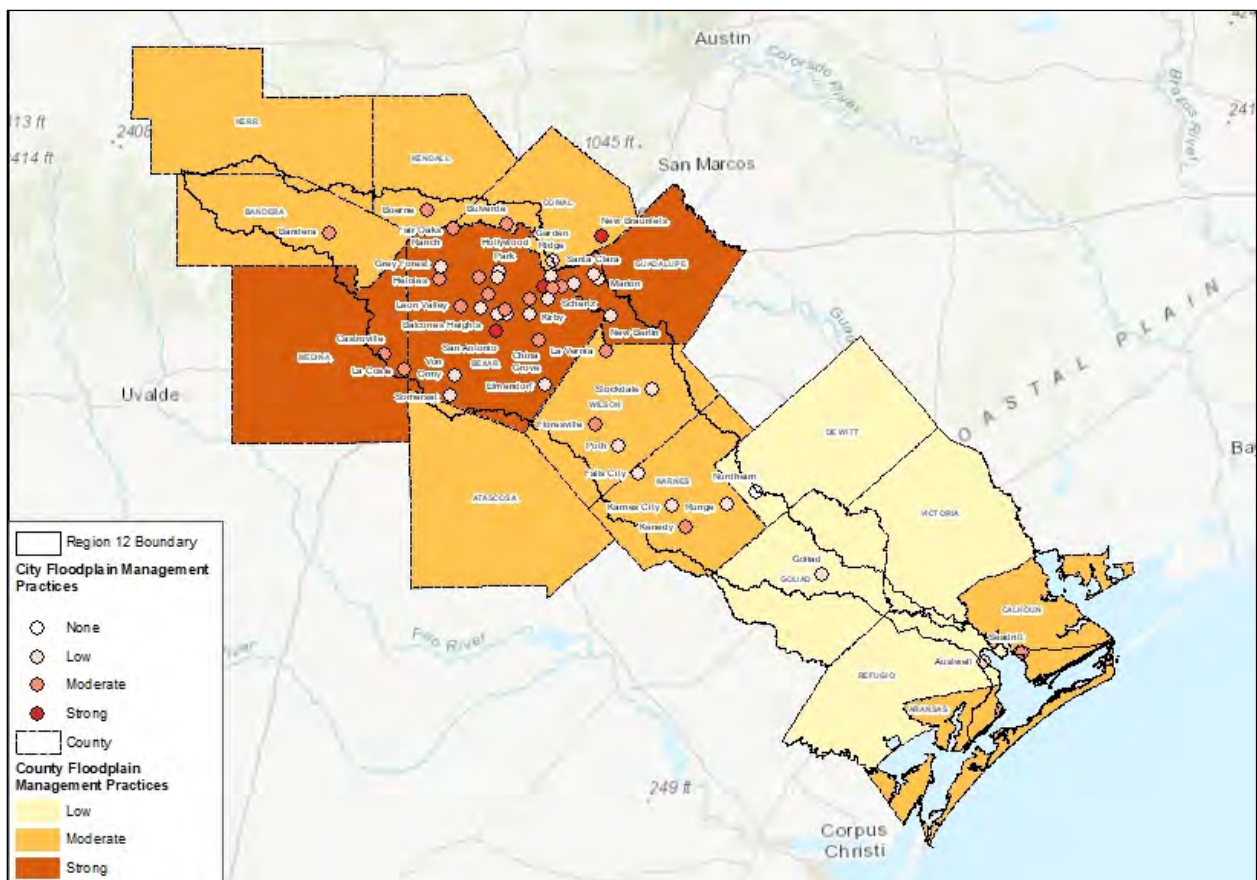 Austin
Colorado River
Brazos River
424
241
413 ft
414 ft
2408
1045 ft
San Marcos
KERR
KENDALL
COMAL
BANDERA
Boerne
Bulverde
Bandera
Fair Oaks
Ranch
Garden
Ridge
New Braunfels
Hollywood
Park
Grey Forest
Santa Clara
GUADALUPE
Helotes
Marion
Leon Valley
Schertz
Kirby
Balcones Heights
New Berlin
Castroville
San Antonio
China
Grove
La Vernia
MEDINA
BEXAR
La Coste
Von
Ormy
Elmendorf
Stockdale
Uvalde
Somerset
WILSON
Floresville
Poth
Falls City
KARNES
Nordheim
Karnes City
Runge
Kenedy
ATASCOSA
DEWITT
VICTORIA
Goliad
GOLIAD
CALHOUN
Seadrift
Austwell
REFUGIO
ARANSAS
COASTAL PLAIN
Gua
Ba
Frio River
ver
249 ft
Corpus
Christi
Region 12 Boundary
City Floodplain Management
Practices
None
Low
Moderate
Strong
County
County Floodplain
Management Practices
Low
Moderate
Strong